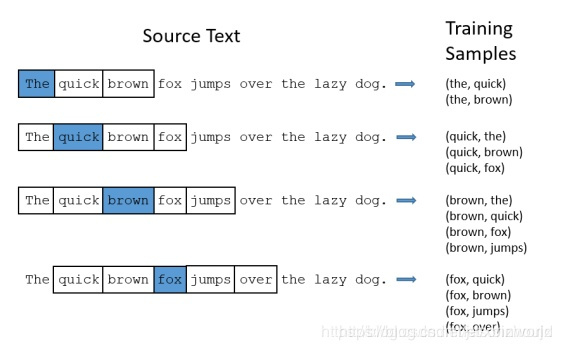 Source Text
Training
Samples
The quick brown fox jumps over the lazy dog.
(the, quick)
(the, brown)
The quick brown fox jumps over the lazy dog.
(quick, the)
(quick, brown)
(quick, fox)
The quick brown fox jumps over the lazy dog.
(brown, the)
(brown, quick)
(brown, fox)
(brown, jumps)
The quick brown fox jumps over the lazy dog.
(fox, quick)
(fox, brown)
(fox, jumps)
(fox, over)